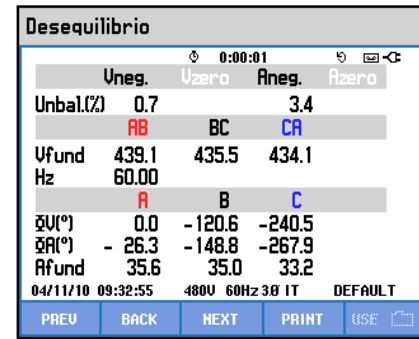 Desequilibrio
0:00:01
Vneg. Vzero Aneg. Azero
Unbal.(%) 0.7 3.4
AB BC CA
Vfund 439.1 435.5 434.1
Hz 60.00
A B C
ΦV(°) 0.0 -120.6 -240.5
ΦA(°) - 26.3 -148.8 -267.9
Afund 35.6 35.0 33.2
04/11/10 09:32:55 480V 60Hz 3Ø IT DEFAULT
PREV BACK NEXT PRINT USE